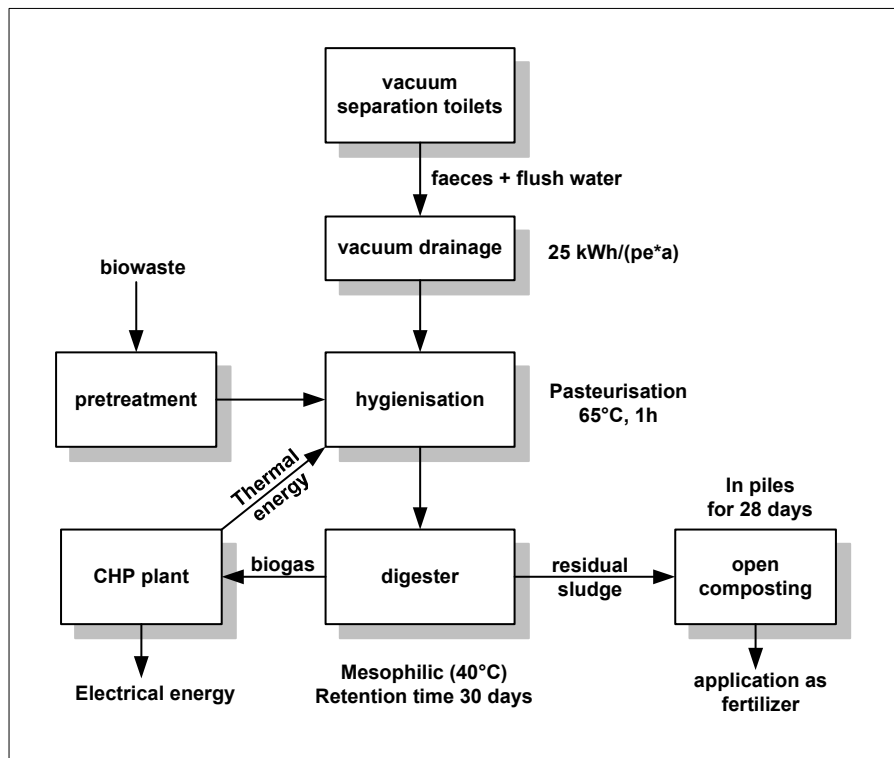 vacuum
separation toilets
faeces + flush water
vacuum drainage
25 kWh/(pe*a)
biowaste
pretreatment
hygienisation
Pasteurisation
65°C, 1h
Thermal
energy
In piles
for 28 days
CHP plant
biogas
digester
residual
sludge
open
composting
Electrical energy
Mesophilic (40°C)
Retention time 30 days
application as
fertilizer